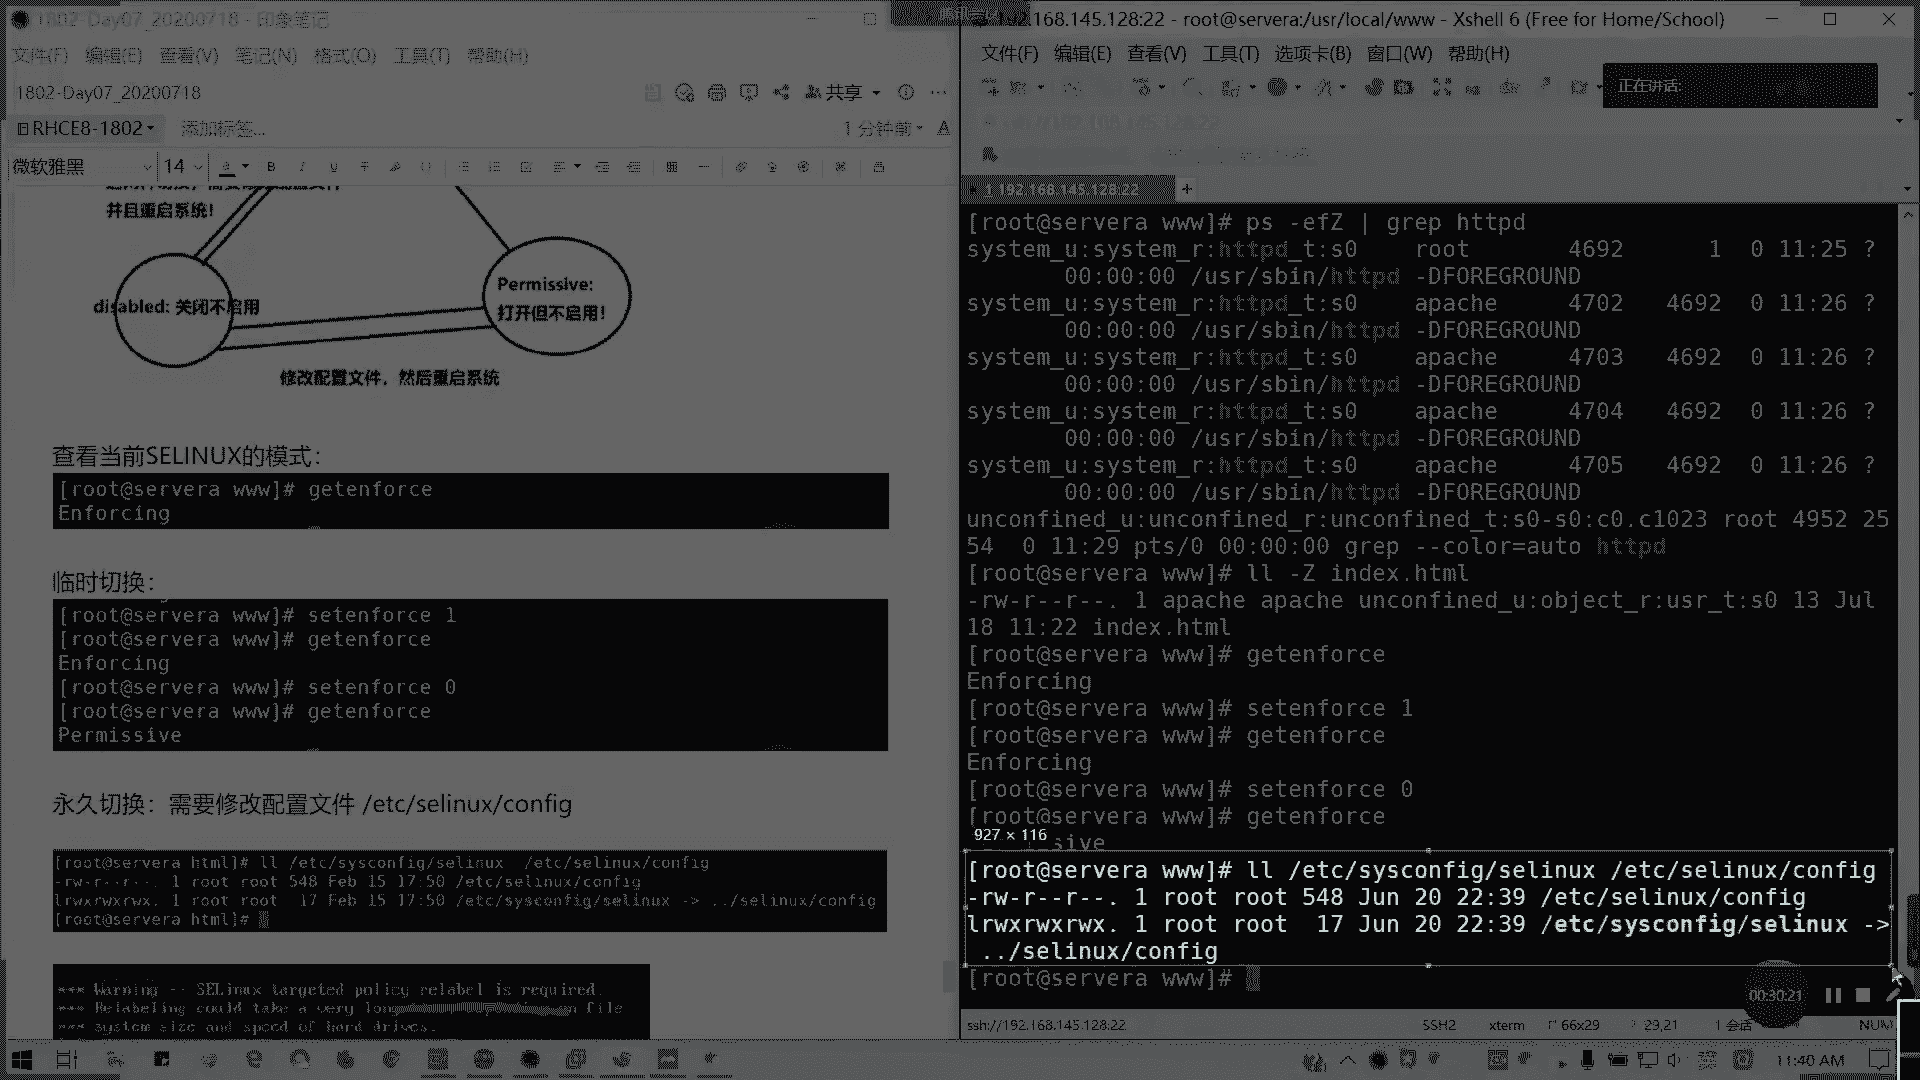 1802-Day07_20200718 - 印象笔记
文件(F) 编辑(E) 查看(V) 笔记(N) 格式(O) 工具(T) 帮助(H)
1802-Day07_20200718
共享
RHCE8-1802
添加标签...
1 分钟前
微软雅黑
14
并且重启系统!
disabled: 关闭不启用
Permissive:
打开但不启用!
修改配置文件，然后重启系统
查看当前SELINUX的模式：
[root@servera www]# getenforce
Enforcing
临时切换：
[root@servera www]# setenforce 1
[root@servera www]# getenforce
Enforcing
[root@servera www]# setenforce 0
[root@servera www]# getenforce
Permissive
永久切换：需要修改配置文件 /etc/selinux/config
[root@servera html]# ll /etc/sysconfig/selinux  /etc/selinux/config
-rw-r--r--. 1 root root 548 Feb 15 17:50 /etc/selinux/config
lrwxrwxrwx. 1 root root  17 Feb 15 17:50 /etc/sysconfig/selinux -> ../selinux/config
[root@servera html]#
*** Warning -- SELinux targeted policy relabel is required.
*** Relabeling could take a very long file
*** system size and speed of hard drives.
192.168.145.128:22 - root@servera:/usr/local/www - Xshell 6 (Free for Home/School)
文件(F) 编辑(E) 查看(V) 工具(T) 选项卡(B) 窗口(W) 帮助(H)
正在讲话:
1 192.168.145.128:22
[root@servera www]# ps -efZ | grep httpd
system_u:system_r:httpd_t:s0    root       4692      1  0 11:25 ?
       00:00:00 /usr/sbin/httpd -DFOREGROUND
system_u:system_r:httpd_t:s0    apache     4702   4692  0 11:26 ?
       00:00:00 /usr/sbin/httpd -DFOREGROUND
system_u:system_r:httpd_t:s0    apache     4703   4692  0 11:26 ?
       00:00:00 /usr/sbin/httpd -DFOREGROUND
system_u:system_r:httpd_t:s0    apache     4704   4692  0 11:26 ?
       00:00:00 /usr/sbin/httpd -DFOREGROUND
system_u:system_r:httpd_t:s0    apache     4705   4692  0 11:26 ?
       00:00:00 /usr/sbin/httpd -DFOREGROUND
unconfined_u:unconfined_r:unconfined_t:s0-s0:c0.c1023 root 4952 25
54  0 11:29 pts/0 00:00:00 grep --color=auto httpd
[root@servera www]# ll -Z index.html
-rw-r--r--. 1 apache apache unconfined_u:object_r:usr_t:s0 13 Jul
18 11:22 index.html
[root@servera www]# getenforce
Enforcing
[root@servera www]# setenforce 1
[root@servera www]# getenforce
Enforcing
[root@servera www]# setenforce 0
[root@servera www]# getenforce
927 × 116
sive
[root@servera www]# ll /etc/sysconfig/selinux /etc/selinux/config
-rw-r--r--. 1 root root 548 Jun 20 22:39 /etc/selinux/config
lrwxrwxrwx. 1 root root  17 Jun 20 22:39 /etc/sysconfig/selinux ->
 ../selinux/config
[root@servera www]#
00:30:21
ssh://192.168.145.128:22
SSH2
xterm
66x29
29,21
1 会话
NUM
11:40 AM